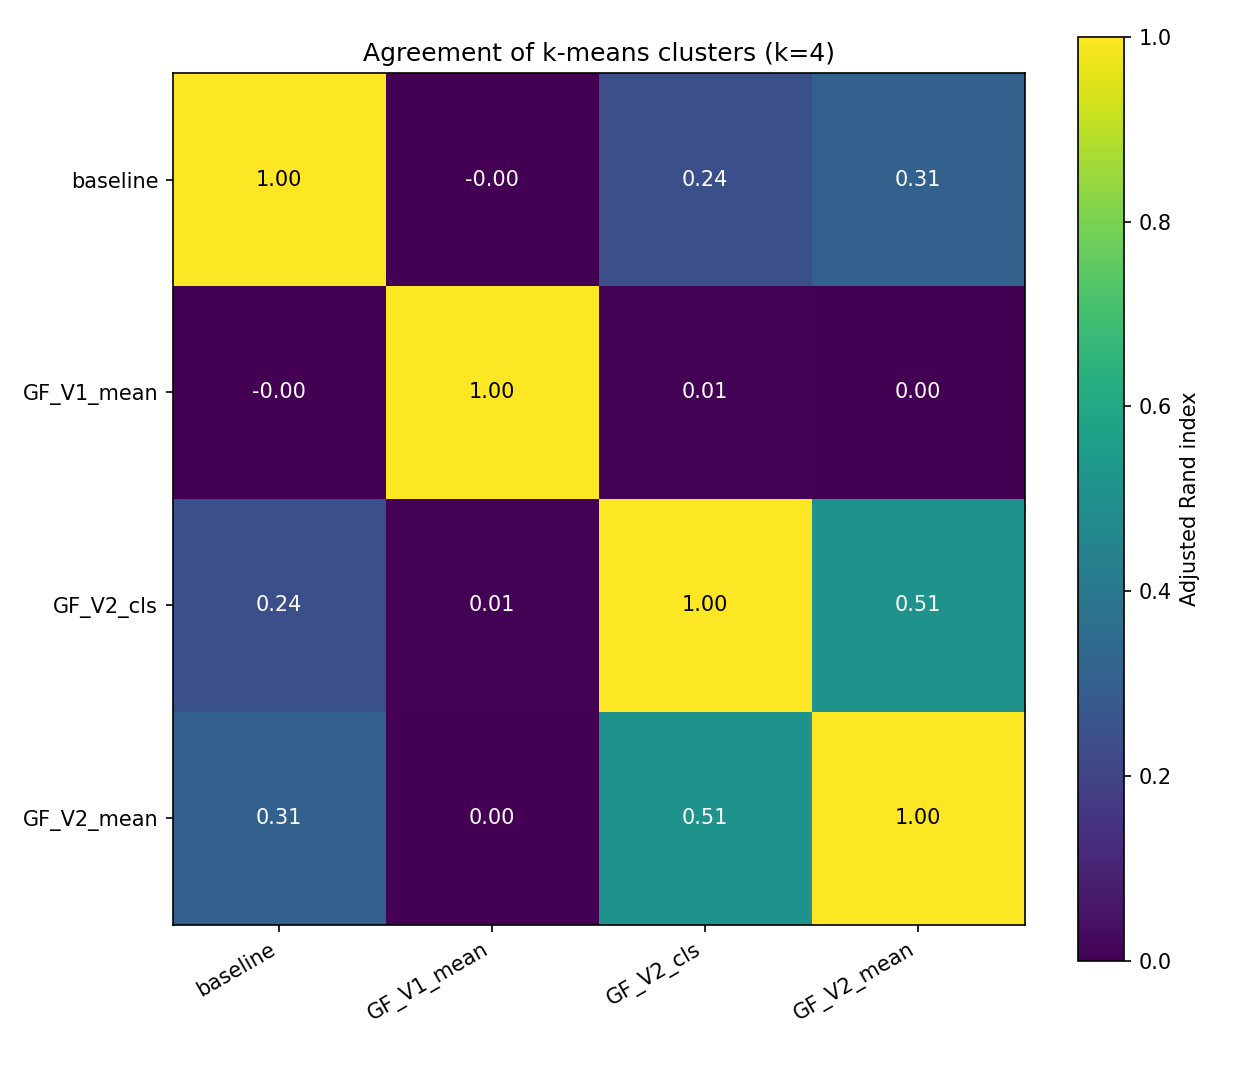 Agreement of k-means clusters (k=4)
baseline 1.00 -0.00 0.24 0.31
GF_V1_mean -0.00 1.00 0.01 0.00
GF_V2_cls 0.24 0.01 1.00 0.51
GF_V2_mean 0.31 0.00 0.51 1.00
baseline GF_V1_mean GF_V2_cls GF_V2_mean
1.0
0.8
0.6
0.4
0.2
0.0
Adjusted Rand index